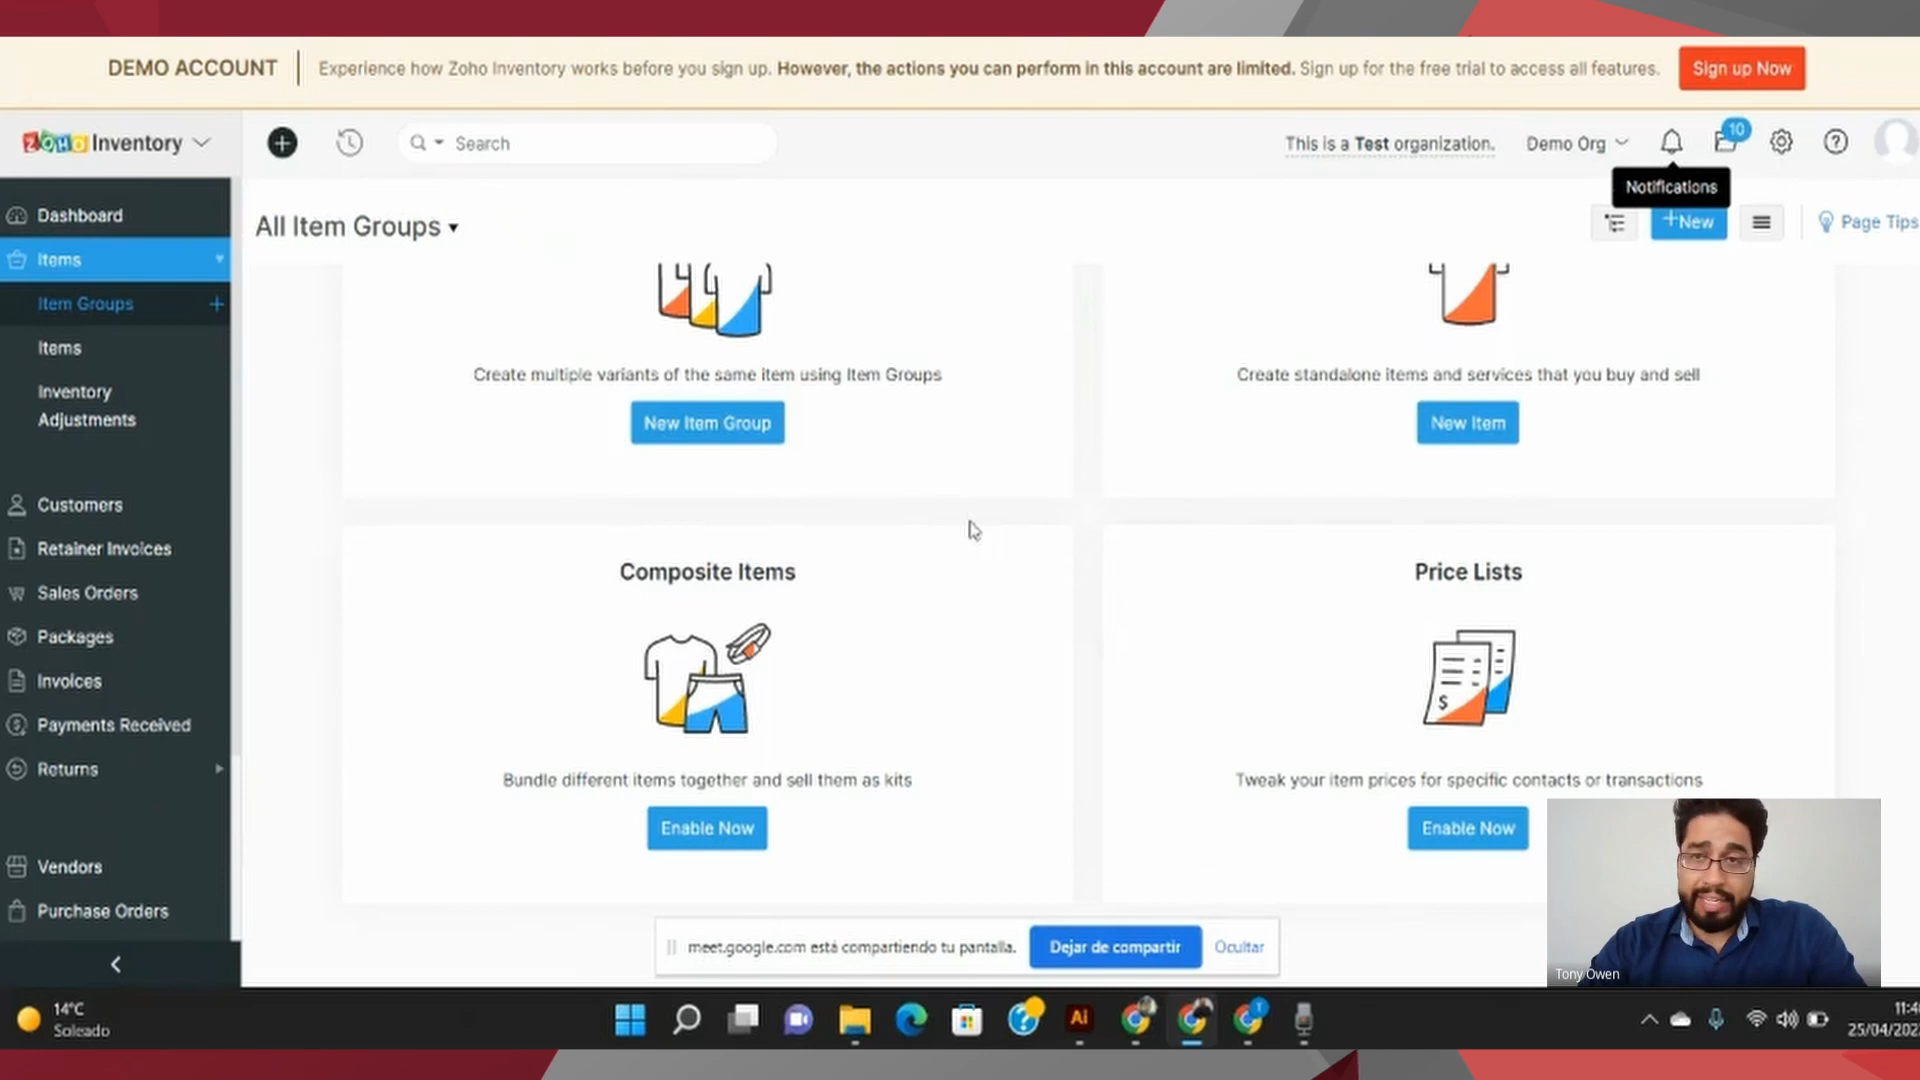 DEMO ACCOUNT
Experience how Zoho Inventory works before you sign up. However, the actions you can perform in this account are limited. Sign up for the free trial to access all features.
Sign up Now
ZOHO Inventory
Search
This is a Test organization.
Demo Org
10
Notifications
All Item Groups
+New
Page Tips
Dashboard
Items
Item Groups
Items
Inventory
Adjustments
Customers
Retainer Invoices
Sales Orders
Packages
Invoices
Payments Received
Returns
Vendors
Purchase Orders
Create multiple variants of the same item using Item Groups
New Item Group
Create standalone items and services that you buy and sell
New Item
Composite Items
Bundle different items together and sell them as kits
Enable Now
Price Lists
$
Tweak your item prices for specific contacts or transactions
Enable Now
Tony Owen
meet.google.com está compartiendo tu pantalla.
Dejar de compartir
Ocultar
14°C
Soleado
Ai
11:4
25/04/202